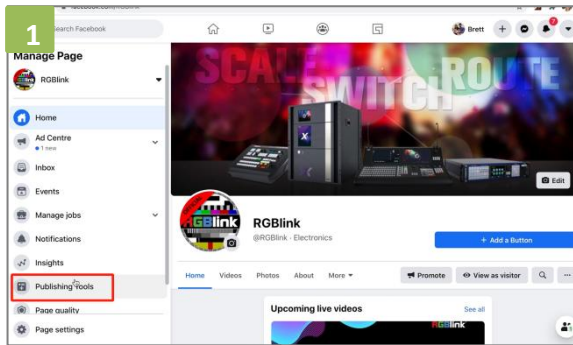 1
Search Facebook
Brett
Manage Page
RGBlink
Home
Ad Centre
1 new
Inbox
Events
Manage jobs
Notifications
Insights
Publishing Tools
Page quality
Page settings
SCALE
SWITCH
ROUTE
X
Edit
RGBlink
RGBlink
@RGBlink · Electronics
+ Add a Button
Home Videos Photos About More
Promote View as visitor
Upcoming live videos See all
RGBlink